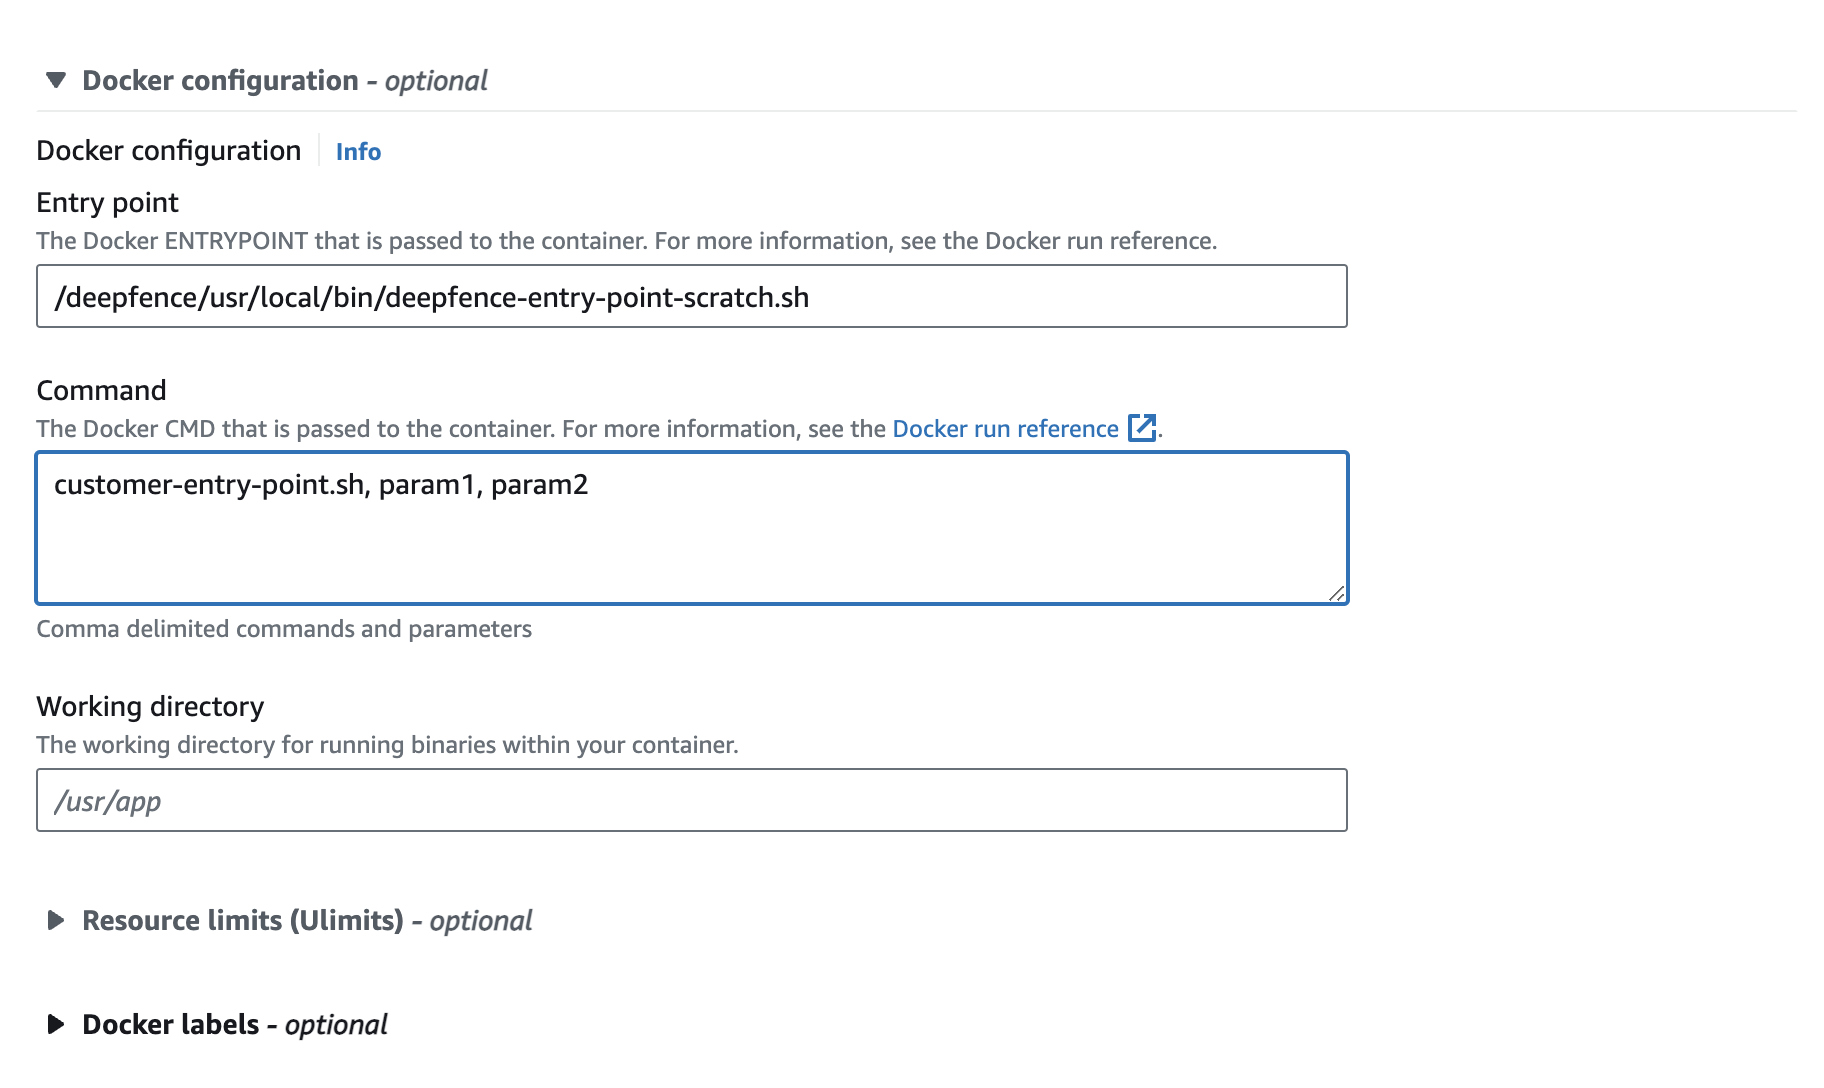 Docker configuration - optional
Docker configuration Info
Entry point
The Docker ENTRYPOINT that is passed to the container. For more information, see the Docker run reference.
/deepfence/usr/local/bin/deepfence-entry-point-scratch.sh
Command
The Docker CMD that is passed to the container. For more information, see the Docker run reference.
customer-entry-point.sh, param1, param2
Comma delimited commands and parameters
Working directory
The working directory for running binaries within your container.
/usr/app
Resource limits (Ulimits) - optional
Docker labels - optional